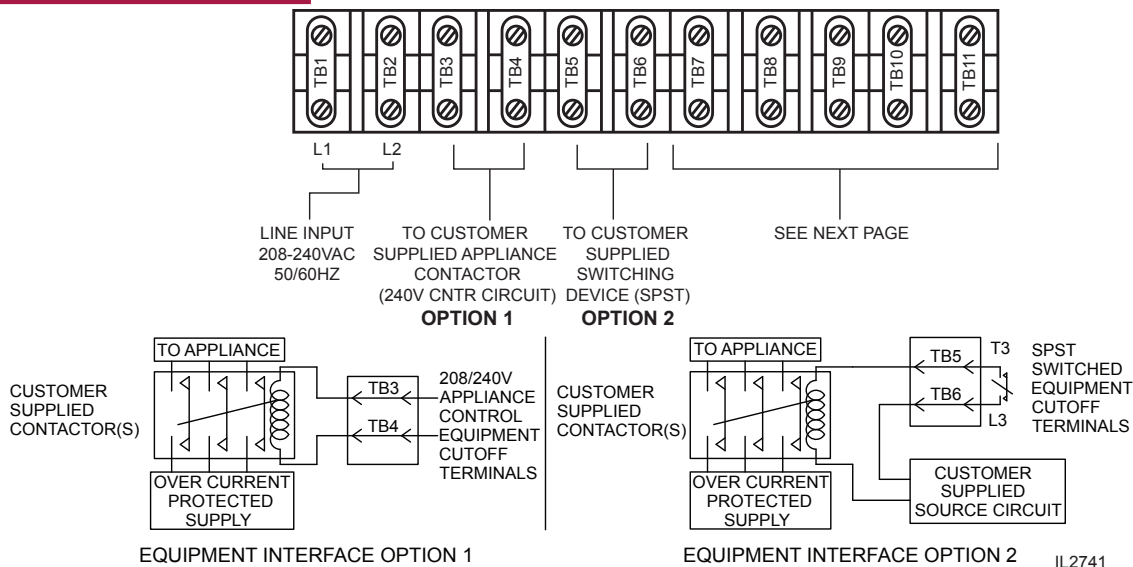 TB1 TB2 TB3 TB4 TB5 TB6 TB7 TB8 TB9 TB10 TB11
L1 L2
LINE INPUT
208-240VAC
50/60HZ
TO CUSTOMER
SUPPLIED APPLIANCE
CONTACTOR
(240V CNTR CIRCUIT)
OPTION 1
TO CUSTOMER
SUPPLIED
SWITCHING
DEVICE (SPST)
OPTION 2
SEE NEXT PAGE
TO APPLIANCE
CUSTOMER
SUPPLIED
CONTACTOR(S)
OVER CURRENT
PROTECTED
SUPPLY
TB3
TB4
208/240V
APPLIANCE
CONTROL
EQUIPMENT
CUTOFF
TERMINALS
EQUIPMENT INTERFACE OPTION 1
TO APPLIANCE
CUSTOMER
SUPPLIED
CONTACTOR(S)
OVER CURRENT
PROTECTED
SUPPLY
TB5
TB6
T3
L3
SPST
SWITCHED
EQUIPMENT
CUTOFF
TERMINALS
CUSTOMER
SUPPLIED
SOURCE CIRCUIT
EQUIPMENT INTERFACE OPTION 2
IL2741